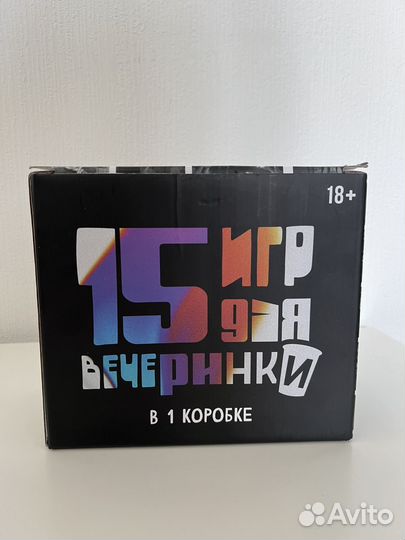 18+
15 ИГР
для
ВЕЧЕРИНКИ
В 1 КОРОБКЕ
Avito